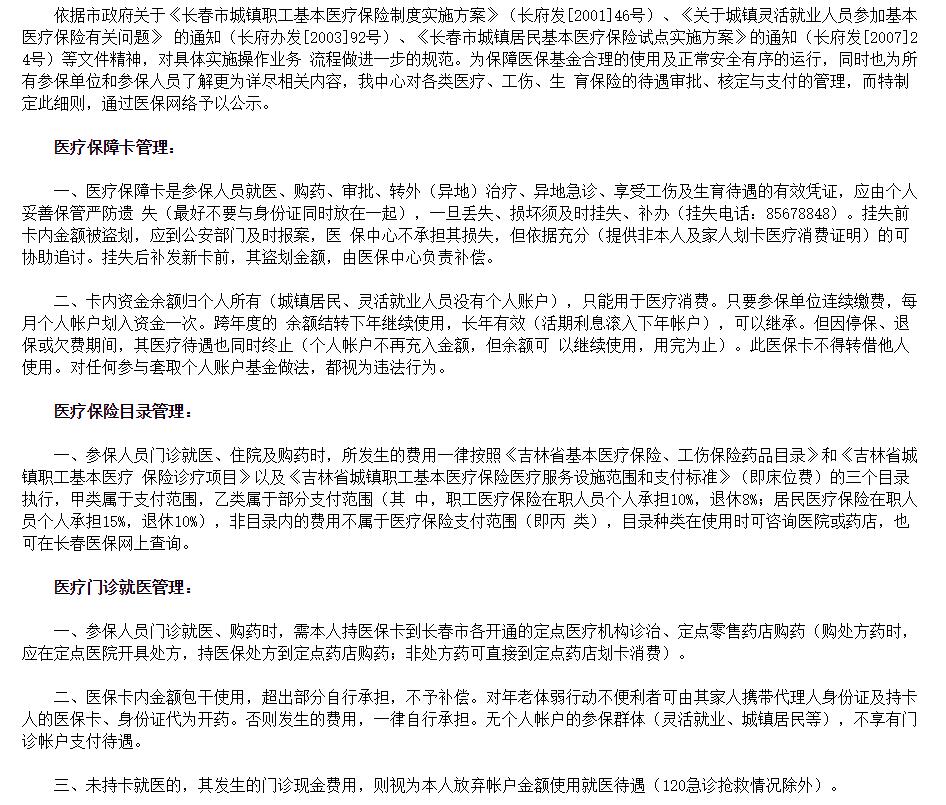 依据市政府关于《长春市城镇职工基本医疗保险制度实施方案》（长府发[2001]46号）、《关于城镇灵活就业人员参加基本
医疗保险有关问题》 的通知（长府办发[2003]92号）、《长春市城镇居民基本医疗保险试点实施方案》的通知（长府发[2007]2
4号）等文件精神，对具体实施操作业务 流程做进一步的规范。为保障医保基金合理的使用及正常安全有序的运行，同时也为所
有参保单位和参保人员了解更为详尽相关内容，我中心对各类医疗、工伤、生 育保险的待遇审批、核定与支付的管理，而特制
定此细则，通过医保网络予以公示。
医疗保障卡管理：
一、医疗保障卡是参保人员就医、购药、审批、转外（异地）治疗、异地急诊、享受工伤及生育待遇的有效凭证，应由个人
妥善保管严防遗 失（最好不要与身份证同时放在一起），一旦丢失、损坏须及时挂失、补办（挂失电话：85678848）。挂失前
卡内金额被盗划，应到公安部门及时报案，医 保中心不承担其损失，但依据充分（提供非本人及家人划卡医疗消费证明）的可
协助追讨。挂失后补发新卡前，其盗划金额，由医保中心负责补偿。
二、卡内资金余额归个人所有（城镇居民、灵活就业人员没有个人账户），只能用于医疗消费。只要参保单位连续缴费，每
月个人帐户划入资金一次。跨年度的 余额结转下年继续使用，长年有效（活期利息滚入下年帐户），可以继承。但因停保、退
保或欠费期间，其医疗待遇也同时终止（个人帐户不再充入金额，但余额可 以继续使用，用完为止）。此医保卡不得转借他人
使用。对任何参与套取个人账户基金做法，都视为违法行为。
医疗保险目录管理：
一、参保人员门诊就医、住院及购药时，所发生的费用一律按照《吉林省基本医疗保险、工伤保险药品目录》和《吉林省城
镇职工基本医疗 保险诊疗项目》以及《吉林省城镇职工基本医疗保险医疗服务设施范围和支付标准》（即床位费）的三个目录
执行，甲类属于支付范围，乙类属于部分支付范围（其 中，职工医疗保险在职人员个人承担10%，退休8%；居民医疗保险在职人
员个人承担15%，退休10%），非目录内的费用不属于医疗保险支付范围（即丙 类），目录种类在使用时可咨询医院或药店，也
可在长春医保网上查询。
医疗门诊就医管理：
一、参保人员门诊就医、购药时，需本人持医保卡到长春市各开通的定点医疗机构诊治、定点零售药店购药（购处方药时，
应在定点医院开具处方，持医保处方到定点药店购药；非处方药可直接到定点药店划卡消费）。
二、医保卡内金额包干使用，超出部分自行承担，不予补偿。对年老体弱行动不便利者可由其家人携带代理人身份证及持卡
人的医保卡、身份证代为开药。否则发生的费用，一律自行承担。无个人帐户的参保群体（灵活就业、城镇居民等），不享有门
诊帐户支付待遇。
三、未持卡就医的，其发生的门诊现金费用，则视为本人放弃帐户金额使用就医待遇（120急诊抢救情况除外）。